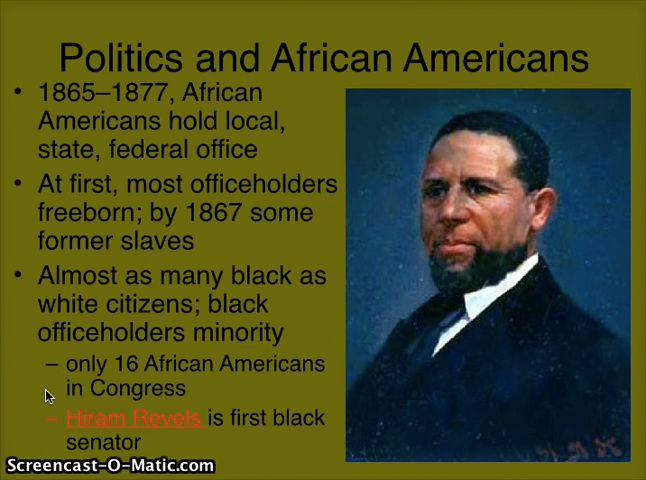 Politics and African Americans
• 1865–1877, African
Americans hold local,
state, federal office
• At first, most officeholders
freeborn; by 1867 some
former slaves
• Almost as many black as
white citizens; black
officeholders minority
– only 16 African Americans
in Congress
– Hiram Revels is first black
senator
Screencast-O-Matic.com